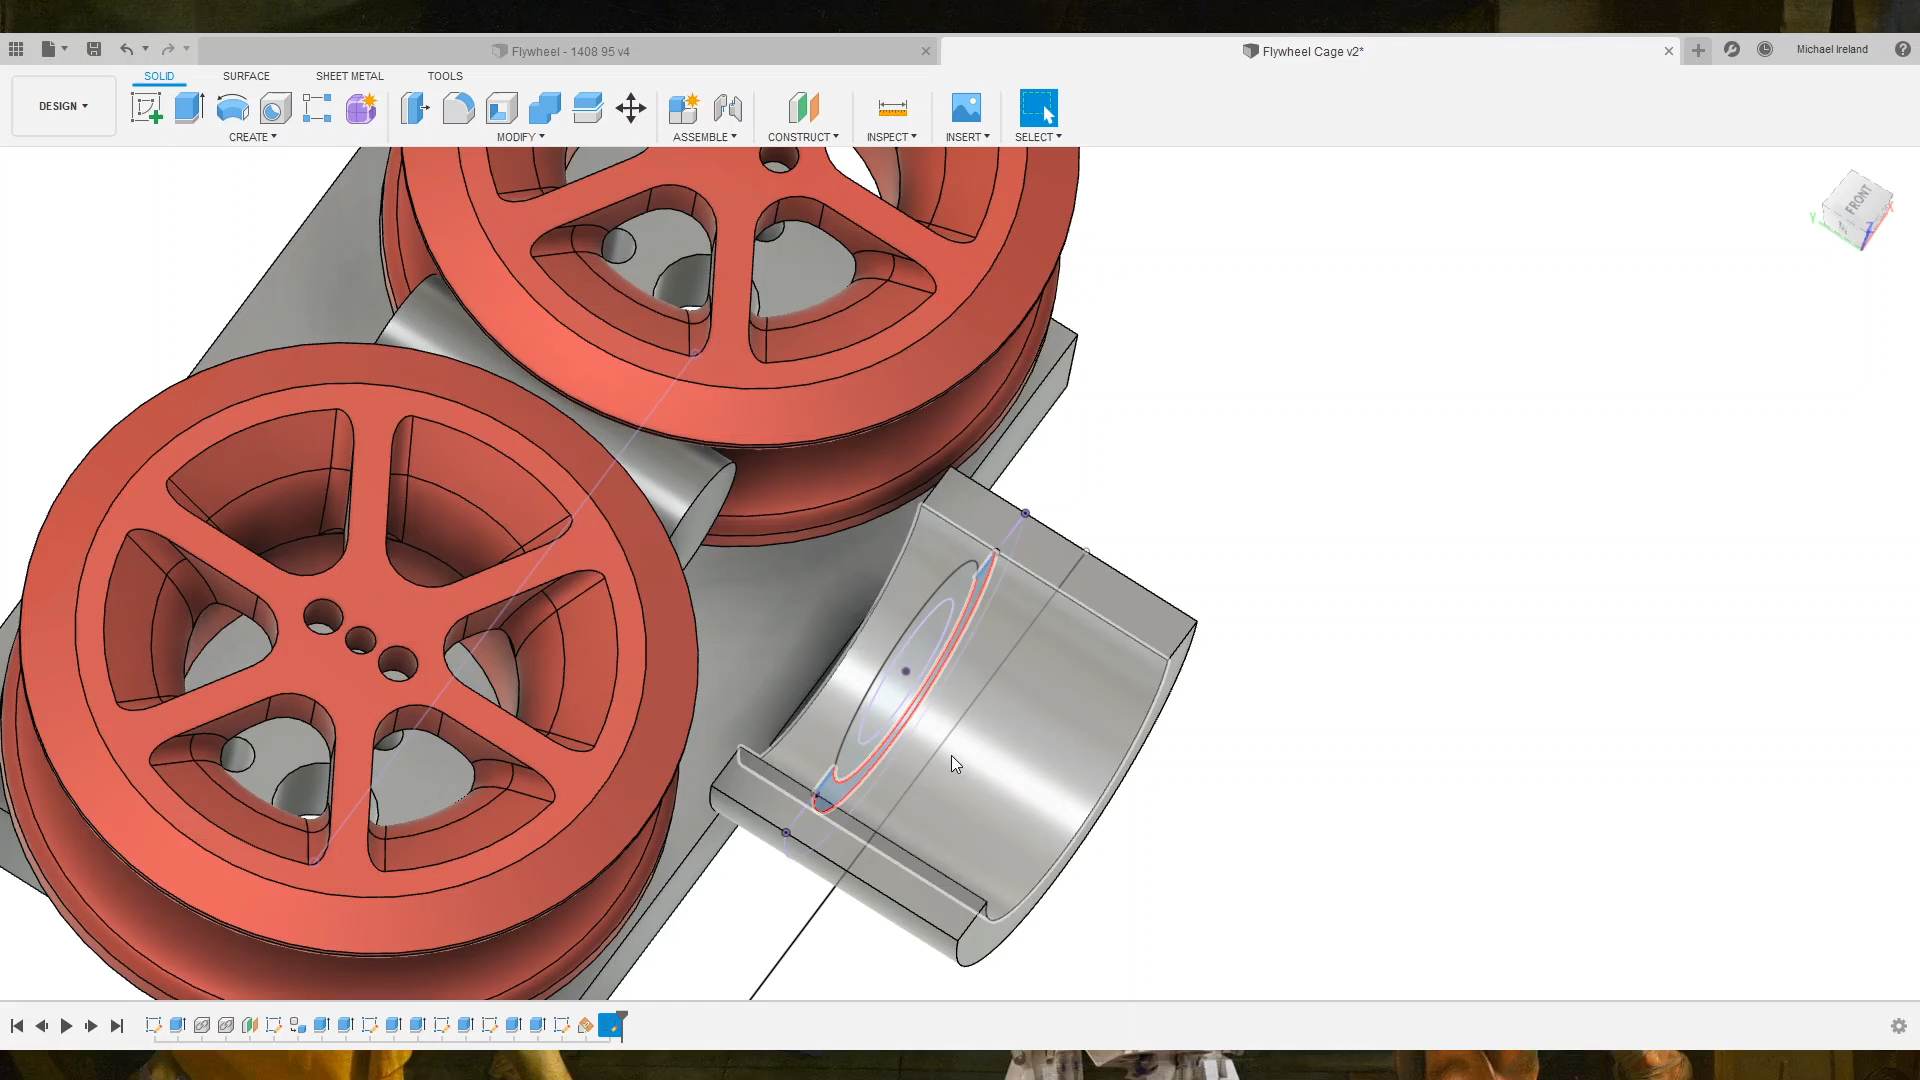 Flywheel - 1408 95 v4
Flywheel Cage v2*
Michael Ireland
DESIGN
SOLID
SURFACE
SHEET METAL
TOOLS
CREATE
MODIFY
ASSEMBLE
CONSTRUCT
INSPECT
INSERT
SELECT
FRONT
Y
Z
X